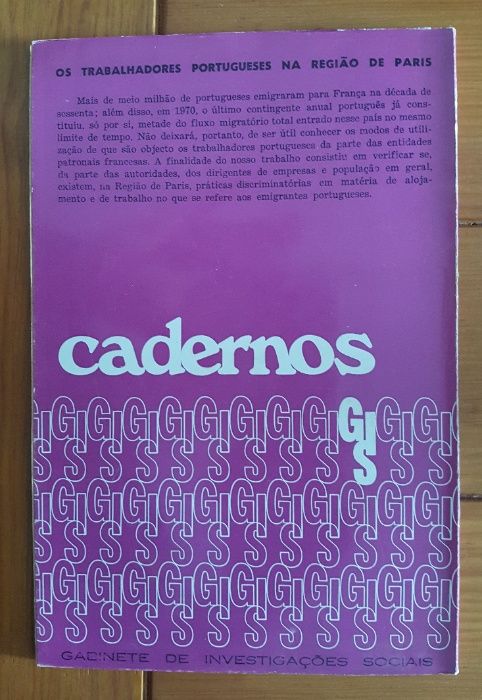 OS TRABALHADORES PORTUGUESES NA REGIÃO DE PARIS
Mais de meio milhão de portugueses emigraram para França na década de
sessenta; além disso, em 1970, o último contingente anual português já cons-
tituiu, só por si, metade do fluxo migratório total entrado nesse país no mesmo
limite de tempo. Não deixará, portanto, de ser útil conhecer os modos de utili-
zação de que são objecto os trabalhadores portugueses da parte das entidades
patronais francesas. A finalidade do nosso trabalho consistiu em verificar se,
da parte das autoridades, dos dirigentes de empresas e população em geral,
existem, na Região de Paris, práticas discriminatórias em matéria de aloja-
mento e de trabalho no que se refere aos emigrantes portugueses.
cadernos
GIS
GABINETE DE INVESTIGAÇÕES SOCIAIS